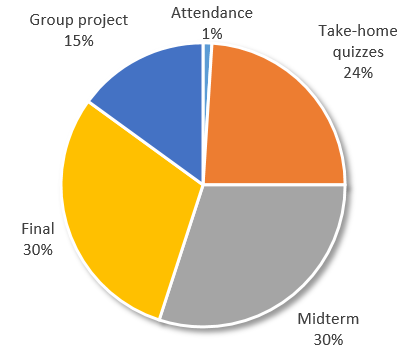 Group project
15%
Attendance
1%
Take-home
quizzes
24%
Final
30%
Midterm
30%